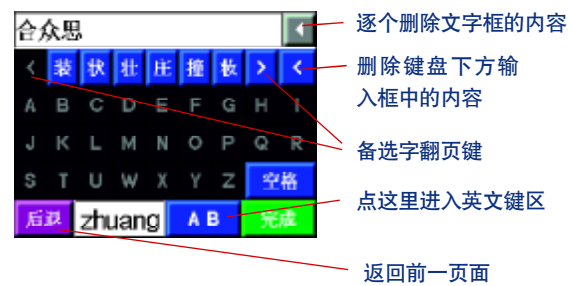 合众思
逐个删除文字框的内容
< 装 状 壮 庄 撞 妆 > <
删除键盘下方输
入框中的内容
A B C D E F G H I
J K L M N O P Q R
备选字翻页键
S T U W X Y Z 空格
点这里进入英文键区
后退 zhuang A B 完成
返回前一页面